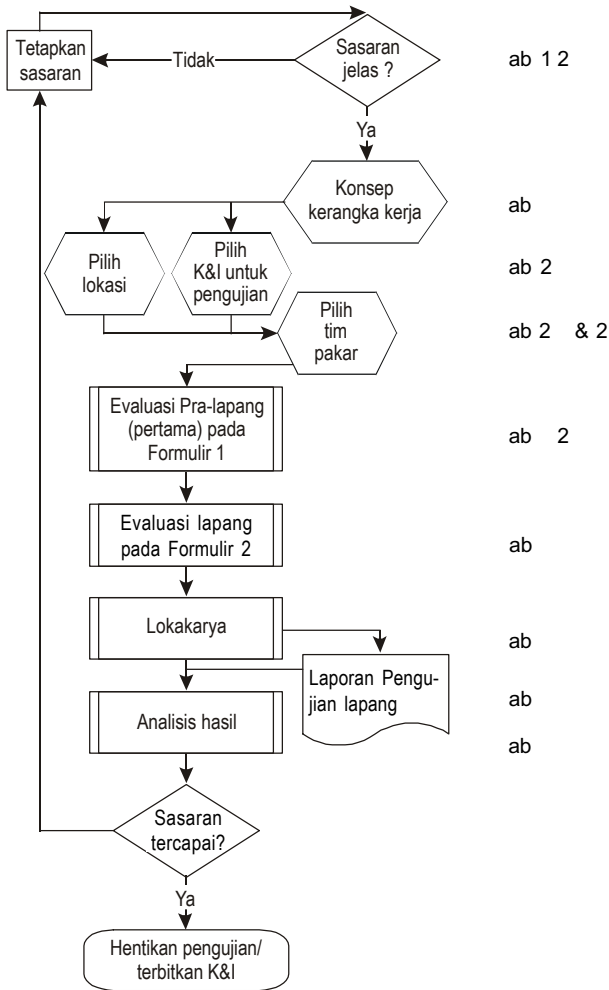 Tetapkan
sasaran
Tidak
Sasaran
jelas ?
ab 1 2
Ya
Konsep
kerangka kerja
ab
Pilih
lokasi
Pilih
K&I untuk
pengujian
ab 2
Pilih
tim
pakar
ab 2 & 2
Evaluasi Pra-lapang
(pertama) pada
Formulir 1
ab 2
Evaluasi lapang
pada Formulir 2
ab
Lokakarya
ab
Laporan Pengu-
jian lapang
ab
Analisis hasil
ab
Sasaran
tercapai?
Ya
Hentikan pengujian/
terbitkan K&I